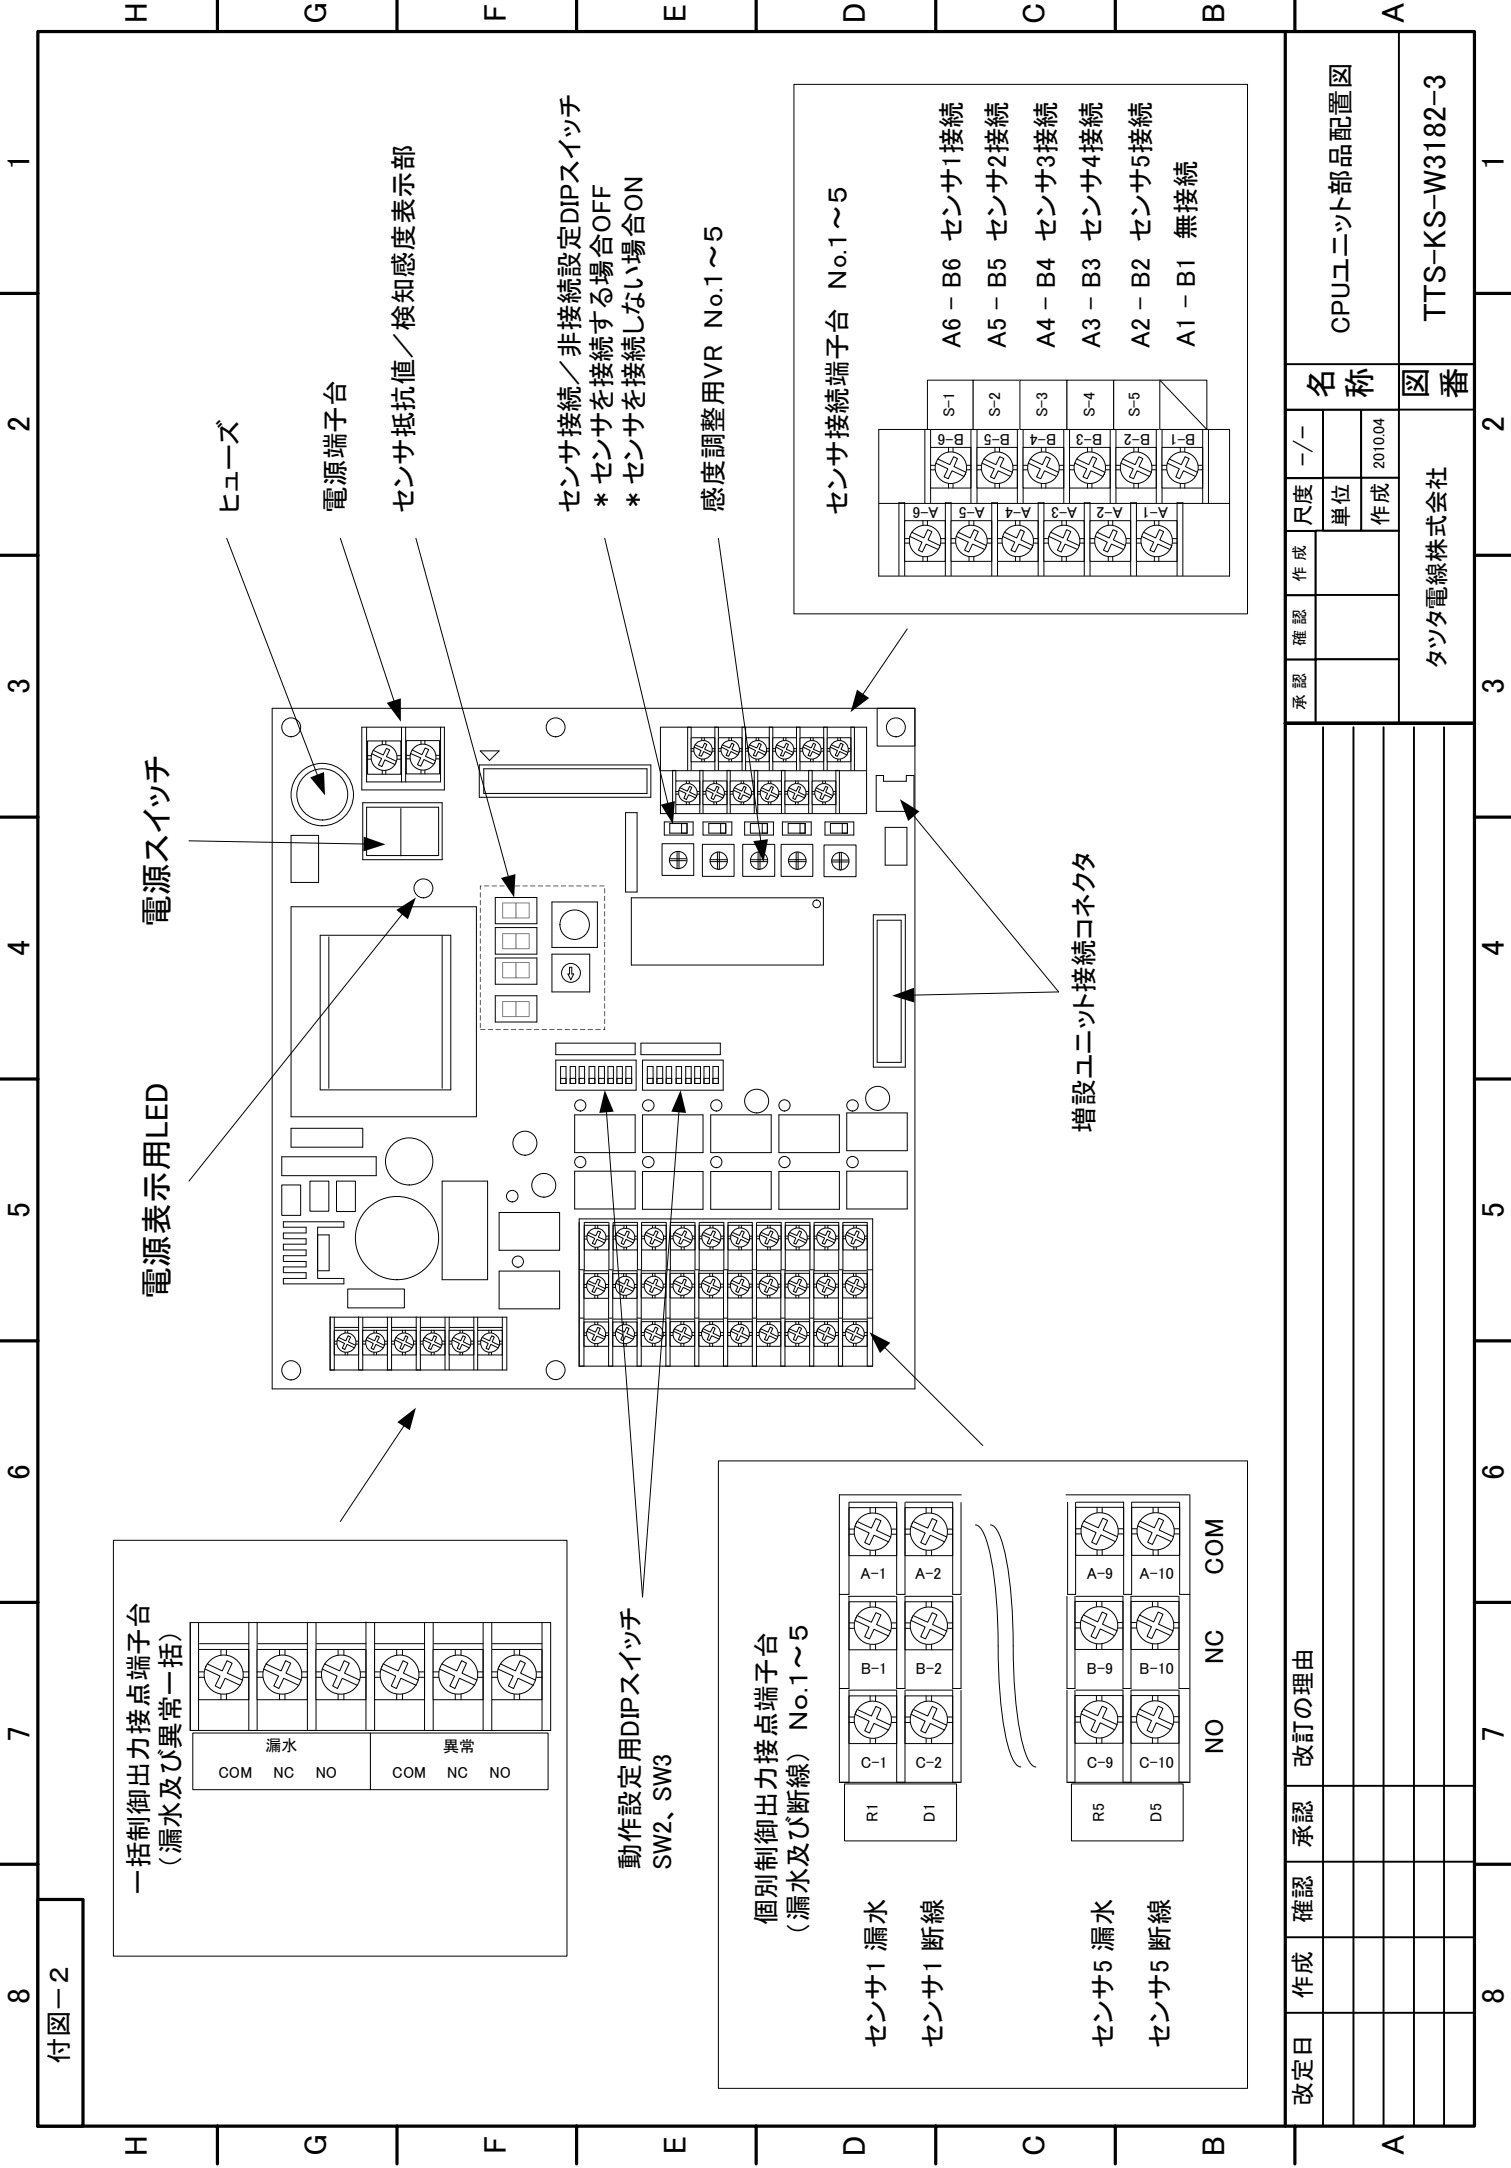 付図－2
8
7
6
5
4
3
2
1
H
G
F
E
D
C
B
A
一括制御出力接点端子台
（漏水及び異常一括）
漏水
異常
COM NC NO
COM NC NO
電源表示用LED
電源スイッチ
ヒューズ
電源端子台
センサ抵抗値／検知感度表示部
センサ接続／非接続設定DIPスイッチ
＊センサを接続する場合OFF
＊センサを接続しない場合ON
感度調整用VR No.1～5
動作設定用DIPスイッチ
SW2、SW3
増設ユニット接続コネクタ
個別制御出力接点端子台
（漏水及び断線） No.1～5
センサ1 漏水
R1
C-1
B-1
A-1
センサ1 断線
D1
C-2
B-2
A-2
センサ5 漏水
R5
C-9
B-9
A-9
センサ5 断線
D5
C-10
B-10
A-10
NO
NC
COM
センサ接続端子台 No.1～5
A-6
B-6
S-1
A6 - B6 センサ1接続
A-5
B-5
S-2
A5 - B5 センサ2接続
A-4
B-4
S-3
A4 - B4 センサ3接続
A-3
B-3
S-4
A3 - B3 センサ4接続
A-2
B-2
S-5
A2 - B2 センサ5接続
A-1
B-1
A1 - B1 無接続
改定日
作成
確認
承認
改訂の理由
承認
確認
作成
尺度
-/-
単位
作成
2010.04
タツタ電線株式会社
名称
CPUユニット部品配置図
図番
TTS-KS-W3182-3
8
7
6
5
4
3
2
1
H
G
F
E
D
C
B
A